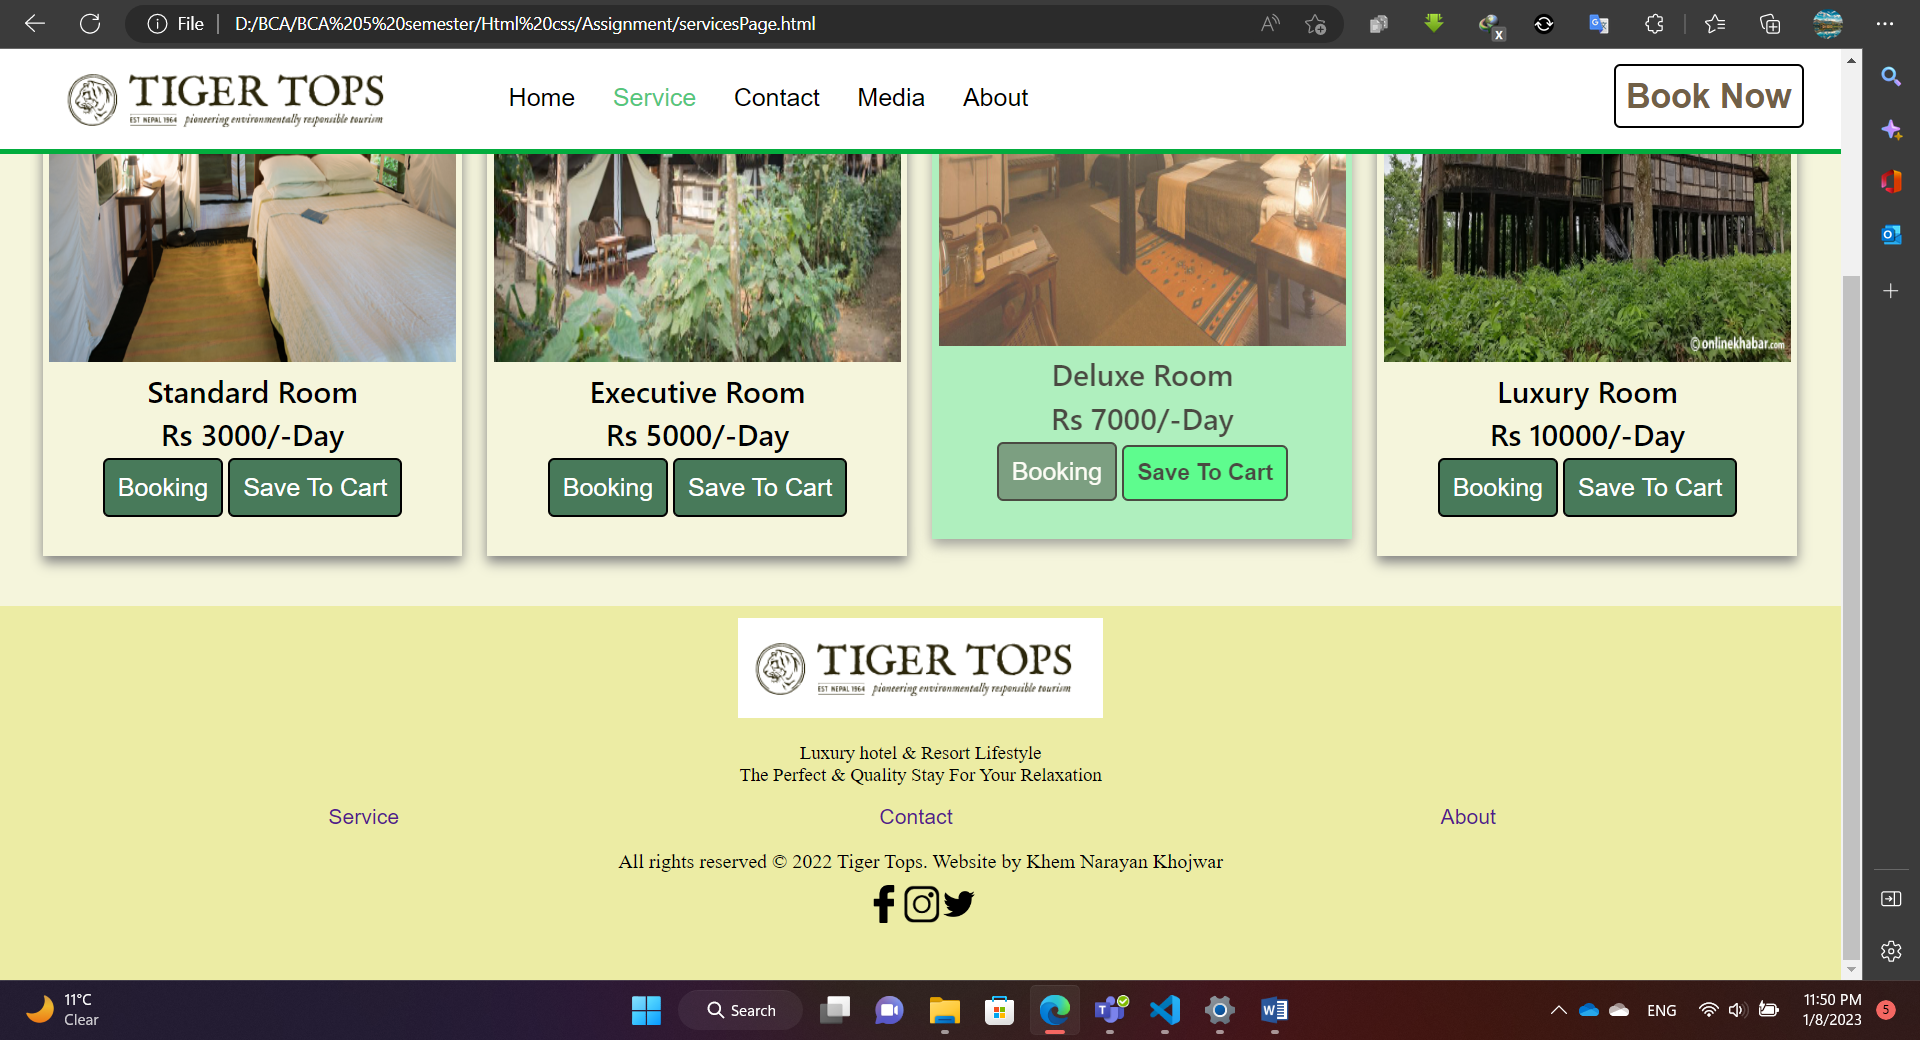 File D:/BCA/BCA%205%20semester/Html%20css/Assignment/servicesPage.html
TIGER TOPS
EST NEPAL 1964 pioneering environmentally responsible tourism
Home Service Contact Media About
Book Now
©onlinekhabar.com
Standard Room
Rs 3000/-Day
Booking Save To Cart
Executive Room
Rs 5000/-Day
Booking Save To Cart
Deluxe Room
Rs 7000/-Day
Booking Save To Cart
Luxury Room
Rs 10000/-Day
Booking Save To Cart
TIGER TOPS
EST NEPAL 1964 pioneering environmentally responsible tourism
Luxury hotel & Resort Lifestyle
The Perfect & Quality Stay For Your Relaxation
Service Contact About
All rights reserved © 2022 Tiger Tops. Website by Khem Narayan Khojwar
11°C
Clear
Search
ENG
11:50 PM
1/8/2023
5